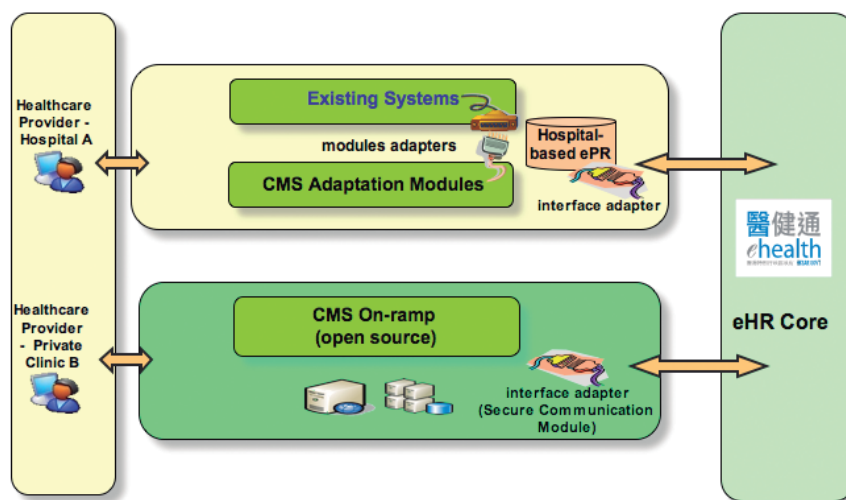 Healthcare
Provider -
Hospital A
Existing Systems
modules adapters
CMS Adaptation Modules
Hospital-
based ePR
interface adapter
醫健通
ehealth
eHR Core
Healthcare
Provider
- Private
Clinic B
CMS On-ramp
(open source)
interface adapter
(Secure Communication
Module)